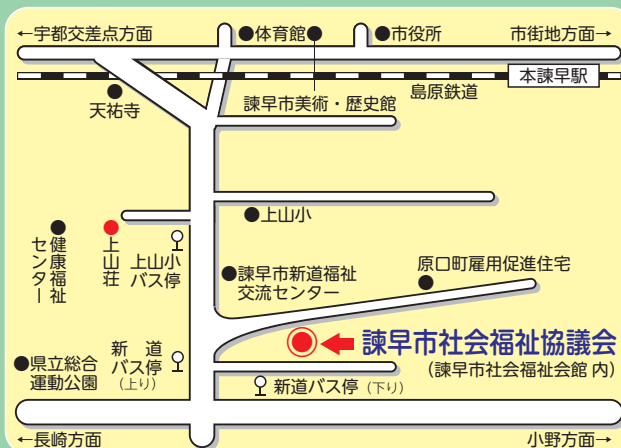 ←宇都交差点方面
●体育館●
●市役所
市街地方面→
本諫早駅
島原鉄道
天祐寺
諫早市美術・歴史館
●上山小
健康福祉
センター
上山荘
上山小
バス停
●諫早市新道福祉
交流センター
原口町雇用促進住宅
諫早市社会福祉協議会
(諫早市社会福祉会館 内)
●県立総合
運動公園
新道
バス停
(上り)
新道バス停 (下り)
←長崎方面
小野方面→